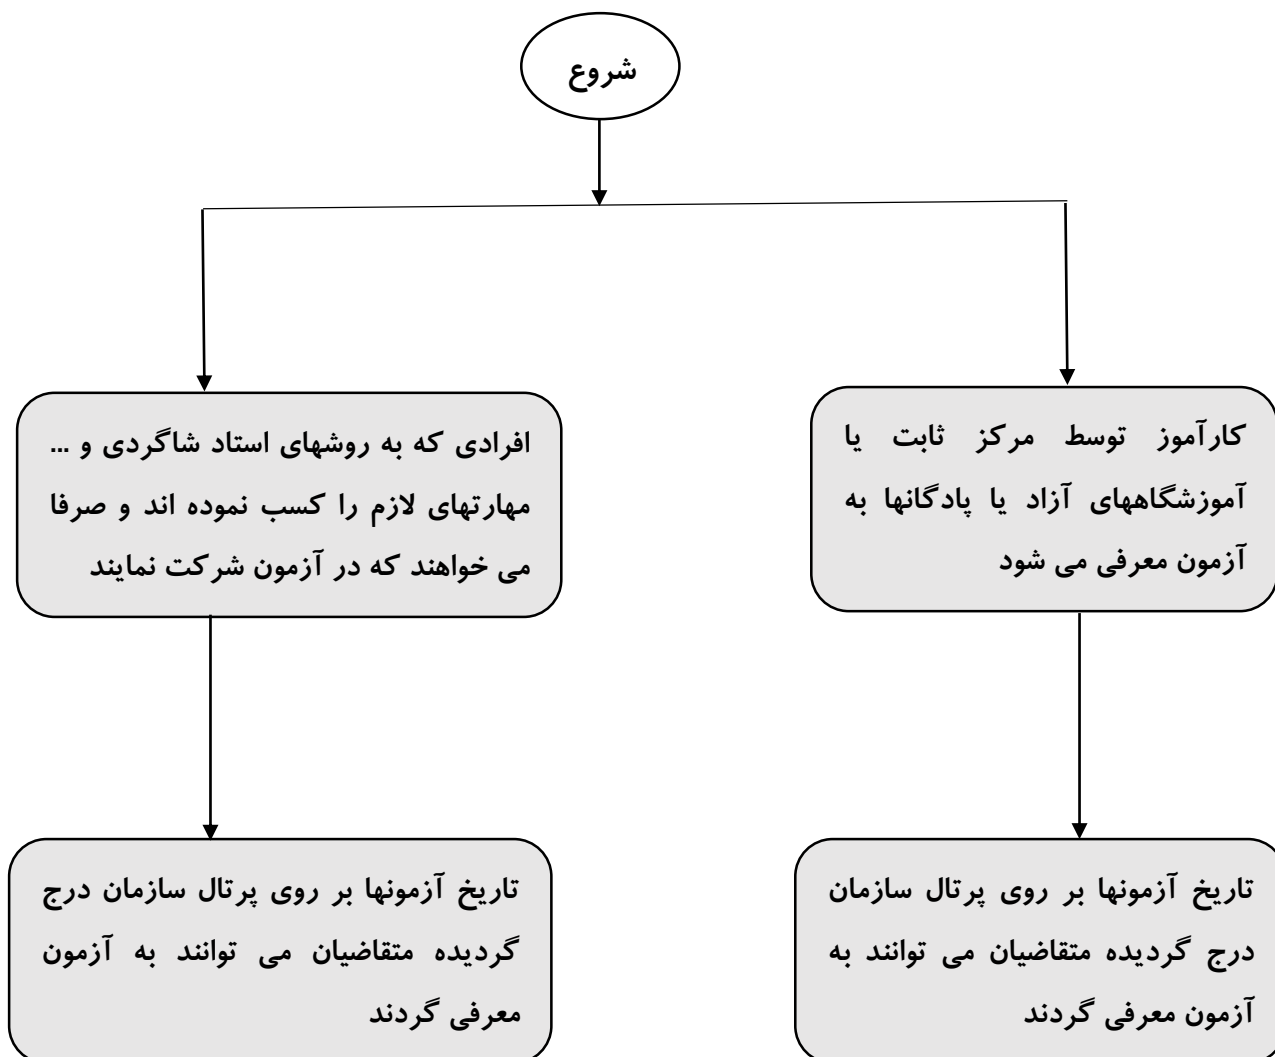 شروع
کارآموز توسط مرکز ثابت یا
آموزشگاههای آزاد یا پادگانها به
آزمون معرفی می شود
افرادی که به روشهای استاد شاگردی و ...
مهارتهای لازم را کسب نموده اند و صرفا
می خواهند که در آزمون شرکت نمایند
تاریخ آزمونها بر روی پرتال سازمان
درج گردیده متقاضیان می توانند به
آزمون معرفی گردند
تاریخ آزمونها بر روی پرتال سازمان درج
گردیده متقاضیان می توانند به آزمون
معرفی گردند